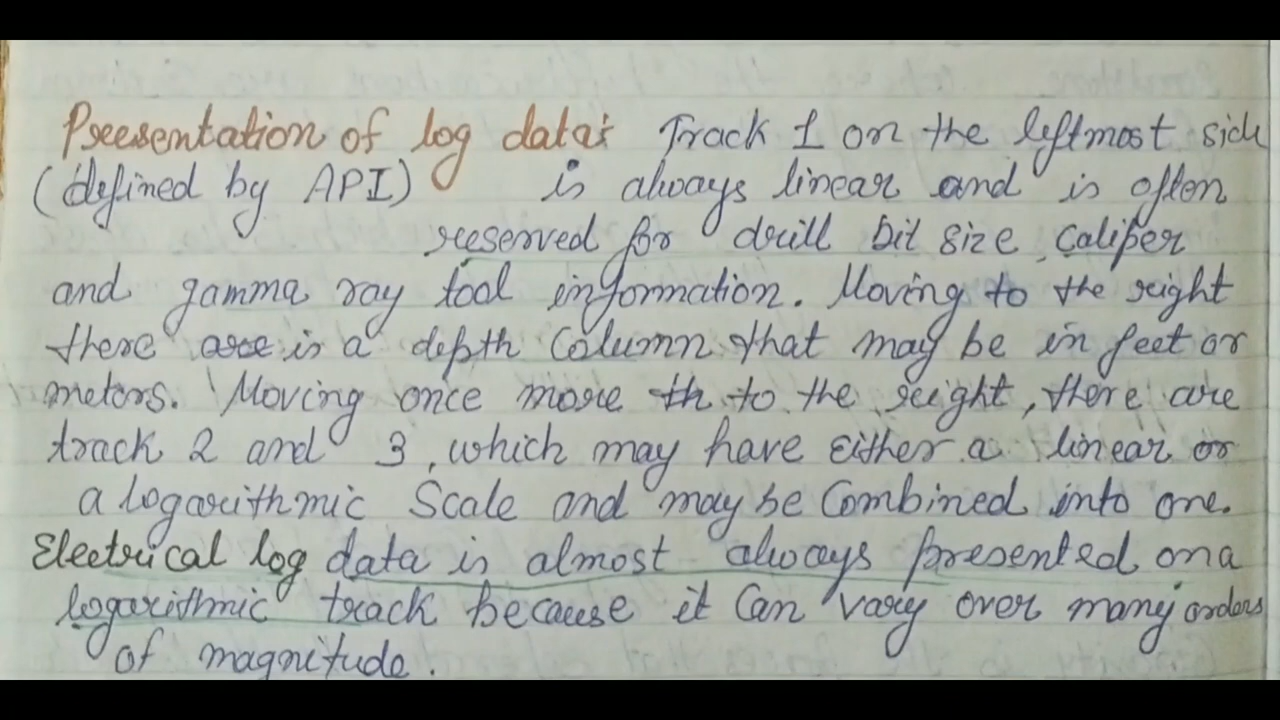 Presentation of log data: Track 1 on the leftmost side
(defined by API) is always linear and is often
reserved for drill bit size, caliper
and gamma ray tool information. Moving to the right
there are is a depth column that may be in feet or
meters. Moving once more th to the right, there are
track 2 and 3, which may have either a linear or
a logarithmic scale and may be combined into one.
Electrical log data is almost always presented on a
logarithmic track because it can vary over many orders
of magnitude.